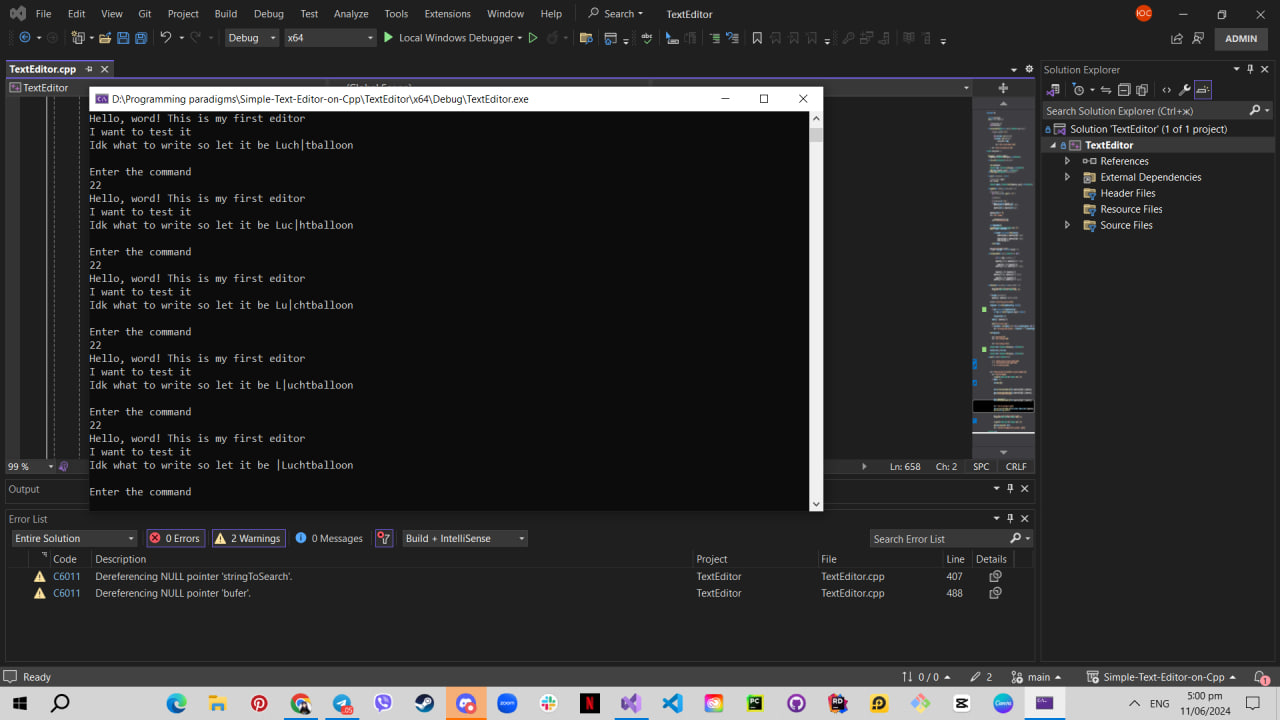 File Edit View Git Project Build Debug Test Analyze Tools Extensions Window Help Search TextEditor ЮС
Debug x64 Local Windows Debugger ADMIN
TextEditor.cpp
TextEditor
D:\Programming paradigms\Simple-Text-Editor-on-Cpp\TextEditor\x64\Debug\TextEditor.exe
Hello, word! This is my first editor
I want to test it
Idk what to write so let it be Luch|tballoon
Enter the command
22
Hello, word! This is my first editor
I want to test it
Idk what to write so let it be Luc|htballoon
Enter the command
22
Hello, word! This is my first editor
I want to test it
Idk what to write so let it be Lu|chtballoon
Enter the command
22
Hello, word! This is my first editor
I want to test it
Idk what to write so let it be L|uchtballoon
Enter the command
22
Hello, word! This is my first editor
I want to test it
Idk what to write so let it be |Luchtballoon
Enter the command
Solution Explorer
Search Solution Explorer (Ctrl+ж)
Solution 'TextEditor' (1 of 1 project)
TextEditor
References
External Dependencies
Header Files
Resource Files
Source Files
99 % Ln: 658 Ch: 2 SPC CRLF
Output
Error List
Entire Solution 0 Errors 2 Warnings 0 Messages Build + IntelliSense Search Error List
Code Description Project File Line Details
C6011 Dereferencing NULL pointer 'stringToSearch'. TextEditor TextEditor.cpp 407
C6011 Dereferencing NULL pointer 'bufer'. TextEditor TextEditor.cpp 488
Ready 0 / 0 2 main Simple-Text-Editor-on-Cpp 1
zoom N PC RD Canva ENG 5:00 pm
11/06/2024